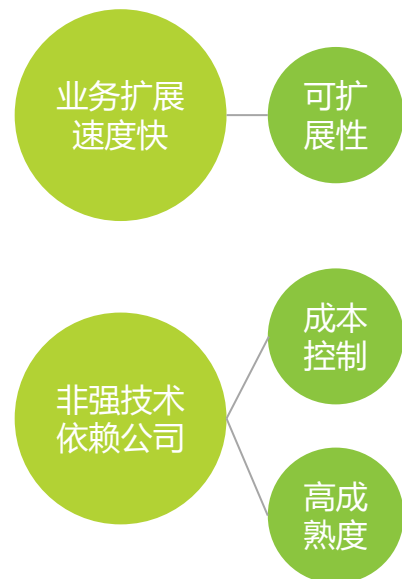 业务扩展
速度快
可扩
展性
非强技术
依赖公司
成本
控制
高成
熟度